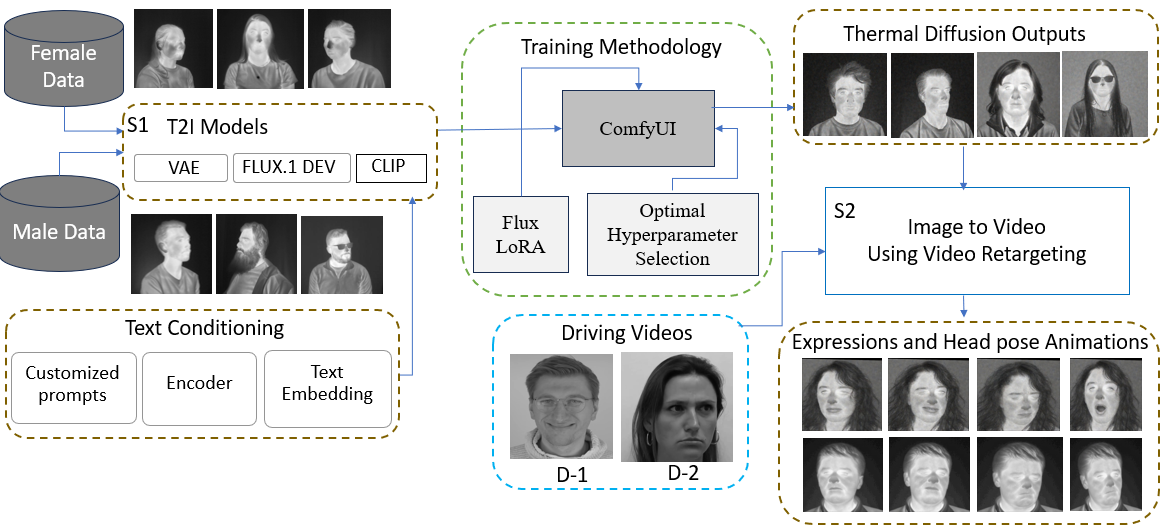 Female
Data
S1
T2I Models
VAE
FLUX.1 DEV
CLIP
Male Data
Text Conditioning
Customized
prompts
Encoder
Text
Embedding
Training Methodology
ComfyUI
Flux
LoRA
Optimal
Hyperparameter
Selection
Driving Videos
D-1
D-2
Thermal Diffusion Outputs
S2
Image to Video
Using Video Retargeting
Expressions and Head pose Animations